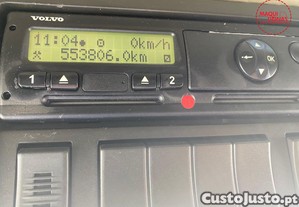 VOLVO
11:04 0km/h
553806.0km
1 2
OK
CustoJusto.pt